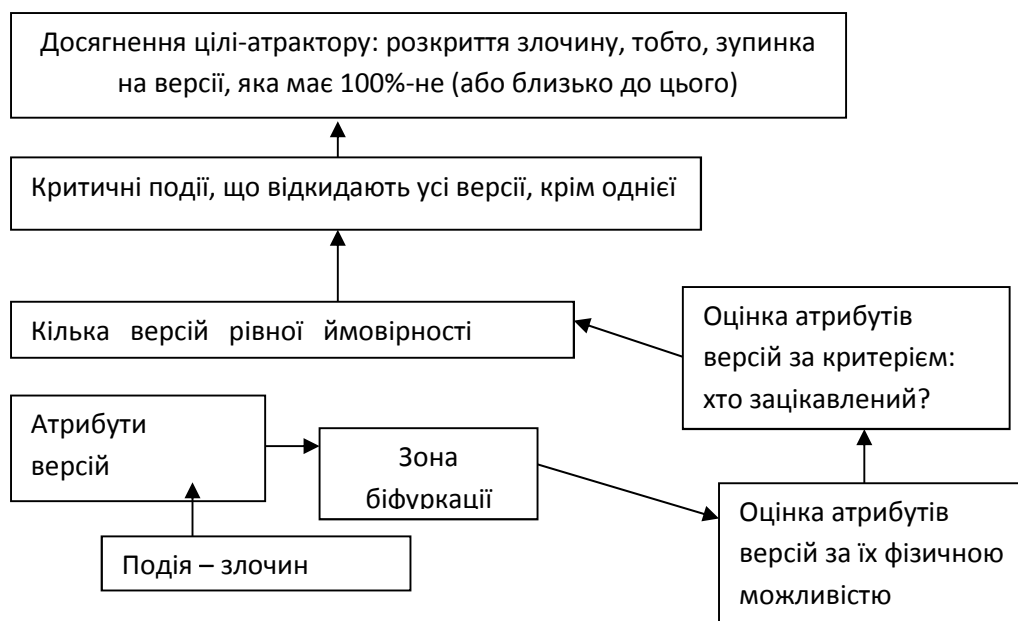 Досягнення цілі-атрактору: розкриття злочину, тобто, зупинка
на версії, яка має 100%-не (або близько до цього)
Критичні події, що відкидають усі версії, крім однієї
Кілька версій рівної ймовірності
Оцінка атрибутів
версій за критерієм:
хто зацікавлений?
Атрибути
версій
Зона
біфуркації
Оцінка атрибутів
версій за їх фізичною
можливістю
Подія – злочин